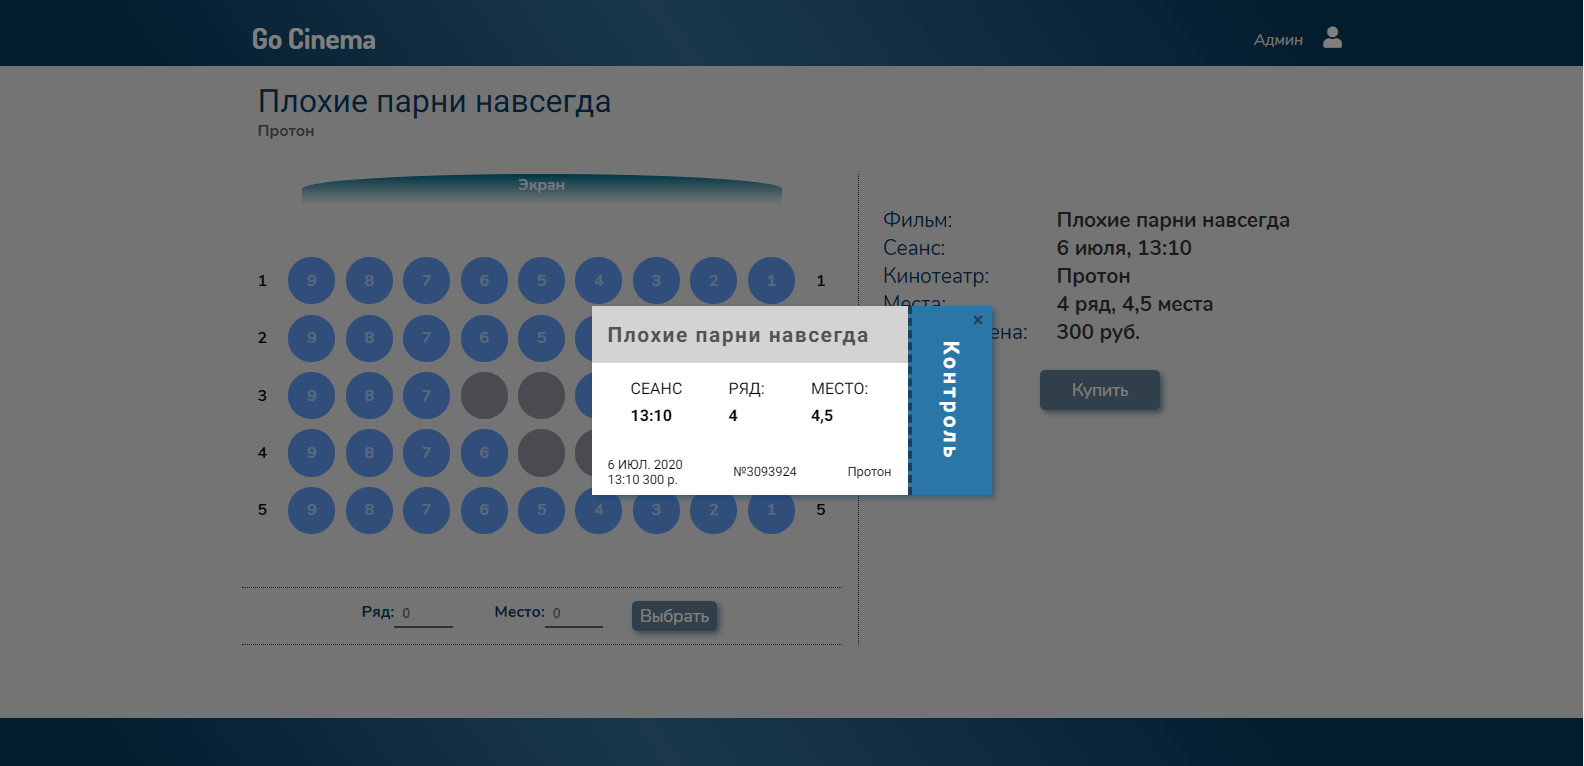 Go Cinema
Админ
Плохие парни навсегда
Протон
Экран
Фильм: Плохие парни навсегда
Сеанс: 6 июля, 13:10
Кинотеатр: Протон
Места: 4 ряд, 4,5 места
ена: 300 руб.
Купить
1 9 8 7 6 5 4 3 2 1 1
2 9 8 7 6 5
3 9 8 7
4 9 8 7 6
5 9 8 7 6 5 4 3 2 1 5
Плохие парни навсегда
×
СЕАНС РЯД: МЕСТО:
13:10 4 4,5
6 ИЮЛ. 2020
13:10 300 р.
№3093924
Протон
Контроль
Ряд: 0 Место: 0 Выбрать